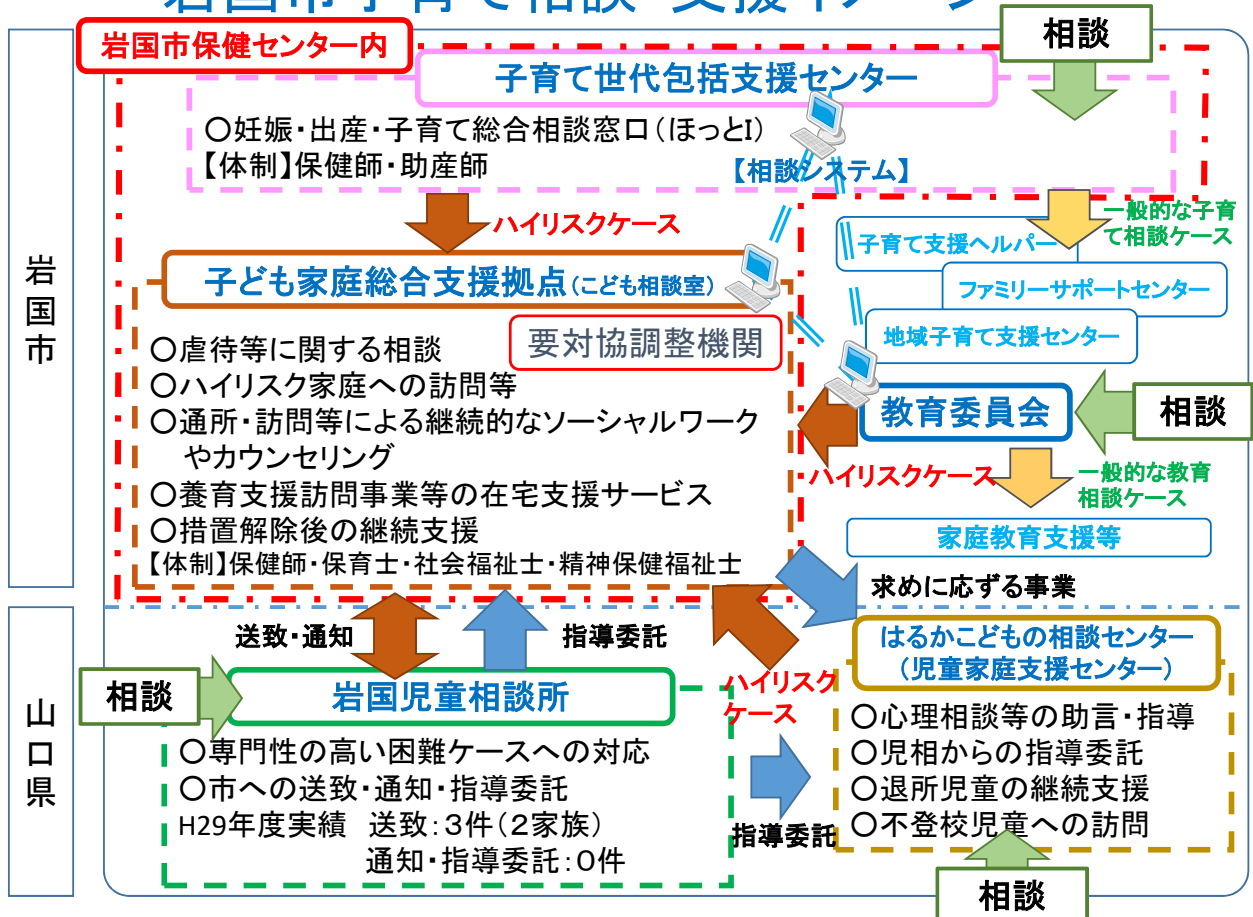 岩国市子育て相談・支援イメージ
岩国市保健センター内
相談
子育て世代包括支援センター
〇妊娠・出産・子育て総合相談窓口(ほっとI)
【体制】保健師・助産師
【相談システム】
ハイリスクケース
一般的な子育
て相談ケース
岩国市
子ども家庭総合支援拠点(こども相談室)
要対協調整機関
〇虐待等に関する相談
〇ハイリスク家庭への訪問等
〇通所・訪問等による継続的なソーシャルワーク
やカウンセリング
〇養育支援訪問事業等の在宅支援サービス
〇措置解除後の継続支援
【体制】保健師・保育士・社会福祉士・精神保健福祉士
子育て支援ヘルパー
ファミリーサポートセンター
地域子育て支援センター
教育委員会
相談
ハイリスクケース
一般的な教育
相談ケース
家庭教育支援等
求めに応ずる事業
送致・通知
指導委託
山口県
相談
岩国児童相談所
〇専門性の高い困難ケースへの対応
〇市への送致・通知・指導委託
H29年度実績 送致:3件(2家族)
通知・指導委託:0件
ハイリスク
ケース
指導委託
はるかこどもの相談センター
(児童家庭支援センター)
〇心理相談等の助言・指導
〇児相からの指導委託
〇退所児童の継続支援
〇不登校児童への訪問
相談